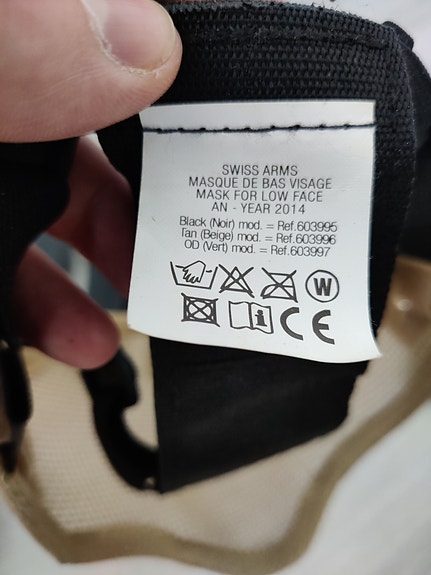 SWISS ARMS
MASQUE DE BAS VISAGE
MASK FOR LOW FACE
AN - YEAR 2014
Black (Noir) mod. = Ref.603995
Tan (Beige) mod. = Ref.603996
OD (Vert) mod. = Ref.603997
W
i CE